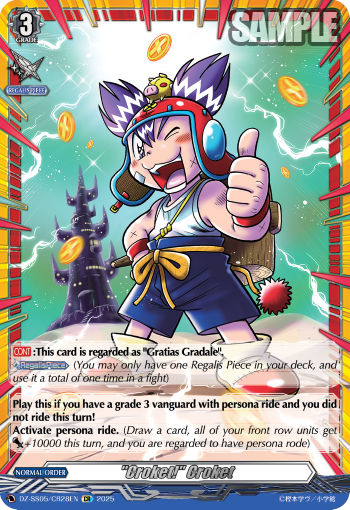 3
GRADE
SAMPLE
REGALIS PIECE
CONT :This card is regarded as "Gratias Gradale".
Regalis Piece (You may only have one Regalis Piece in your deck, and
use it a total of one time in a fight)
Play this if you have a grade 3 vanguard with persona ride and you did
not ride this turn!
Activate persona ride. (Draw a card, all of your front row units get
+10000 this turn, and you are regarded to have persona rode)
NORMAL ORDER
"Croket!" Croket
DZ-SS05/CR28EN CR 2025 ©樫本学ヴ/小学館